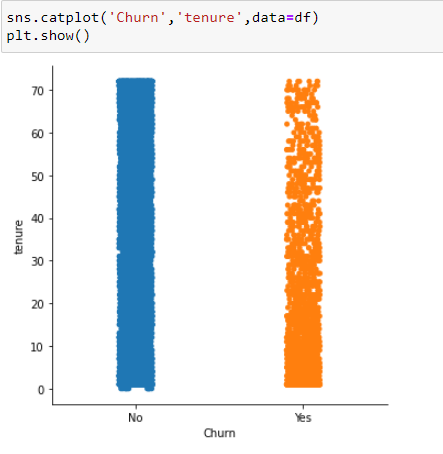 sns.catplot('Churn','tenure',data=df)
plt.show()
70
60
50
40
30
20
10
0
tenure
No Yes
Churn